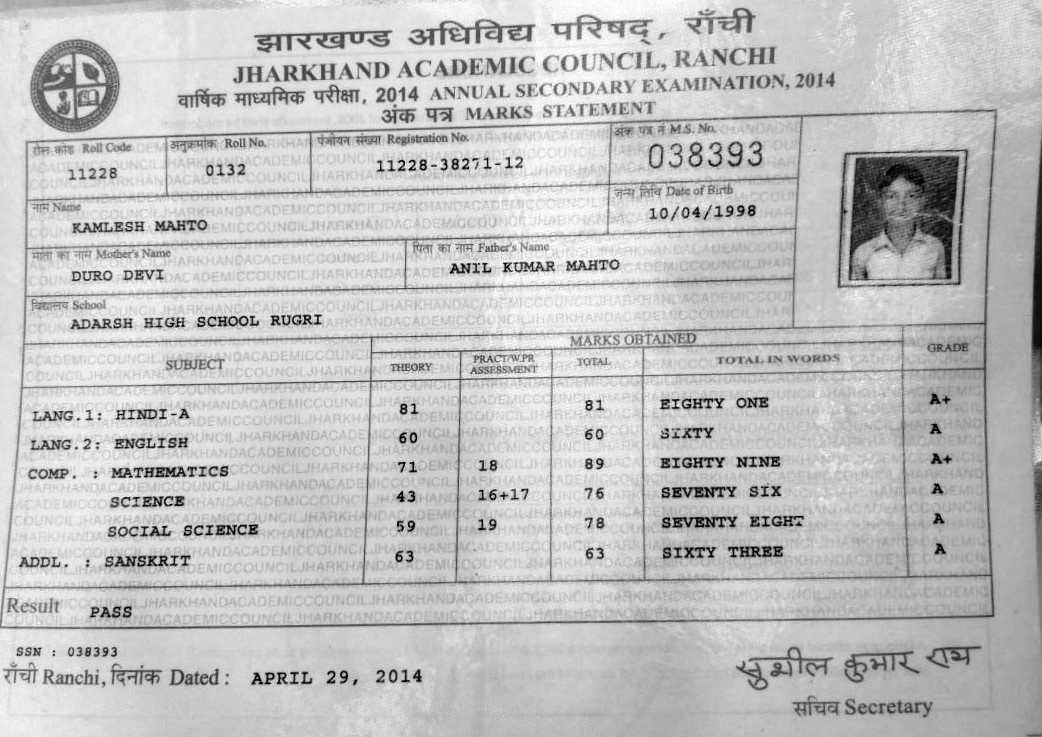 झारखण्ड अधिविद्य परिषद्, राँची
JHARKHAND ACADEMIC COUNCIL, RANCHI
वार्षिक माध्यमिक परीक्षा, 2014 ANNUAL SECONDARY EXAMINATION, 2014
अंक पत्र MARKS STATEMENT
रोल कोड Roll Code अनुक्रमांक Roll No. पंजीयन संख्या Registration No. अंक पत्र नं M.S. No.
11228 0132 11228-38271-12 038393
नाम Name जन्म तिथि Date of Birth
KAMLESH MAHTO 10/04/1998
माता का नाम Mother's Name पिता का नाम Father's Name
DURO DEVI ANIL KUMAR MAHTO
विद्यालय School
ADARSH HIGH SCHOOL RUGRI
MARKS OBTAINED
SUBJECT THEORY PRACT/W.PR ASSESSMENT TOTAL TOTAL IN WORDS GRADE
LANG.1: HINDI-A 81 81 EIGHTY ONE A+
LANG.2: ENGLISH 60 60 SIXTY A
COMP. : MATHEMATICS 71 18 89 EIGHTY NINE A+
SCIENCE 43 16+17 76 SEVENTY SIX A
SOCIAL SCIENCE 59 19 78 SEVENTY EIGHT A
ADDL. : SANSKRIT 63 63 SIXTY THREE A
Result PASS
SSN : 038393
राँची Ranchi, दिनांक Dated : APRIL 29, 2014
सुशील कुमार राय
सचिव Secretary